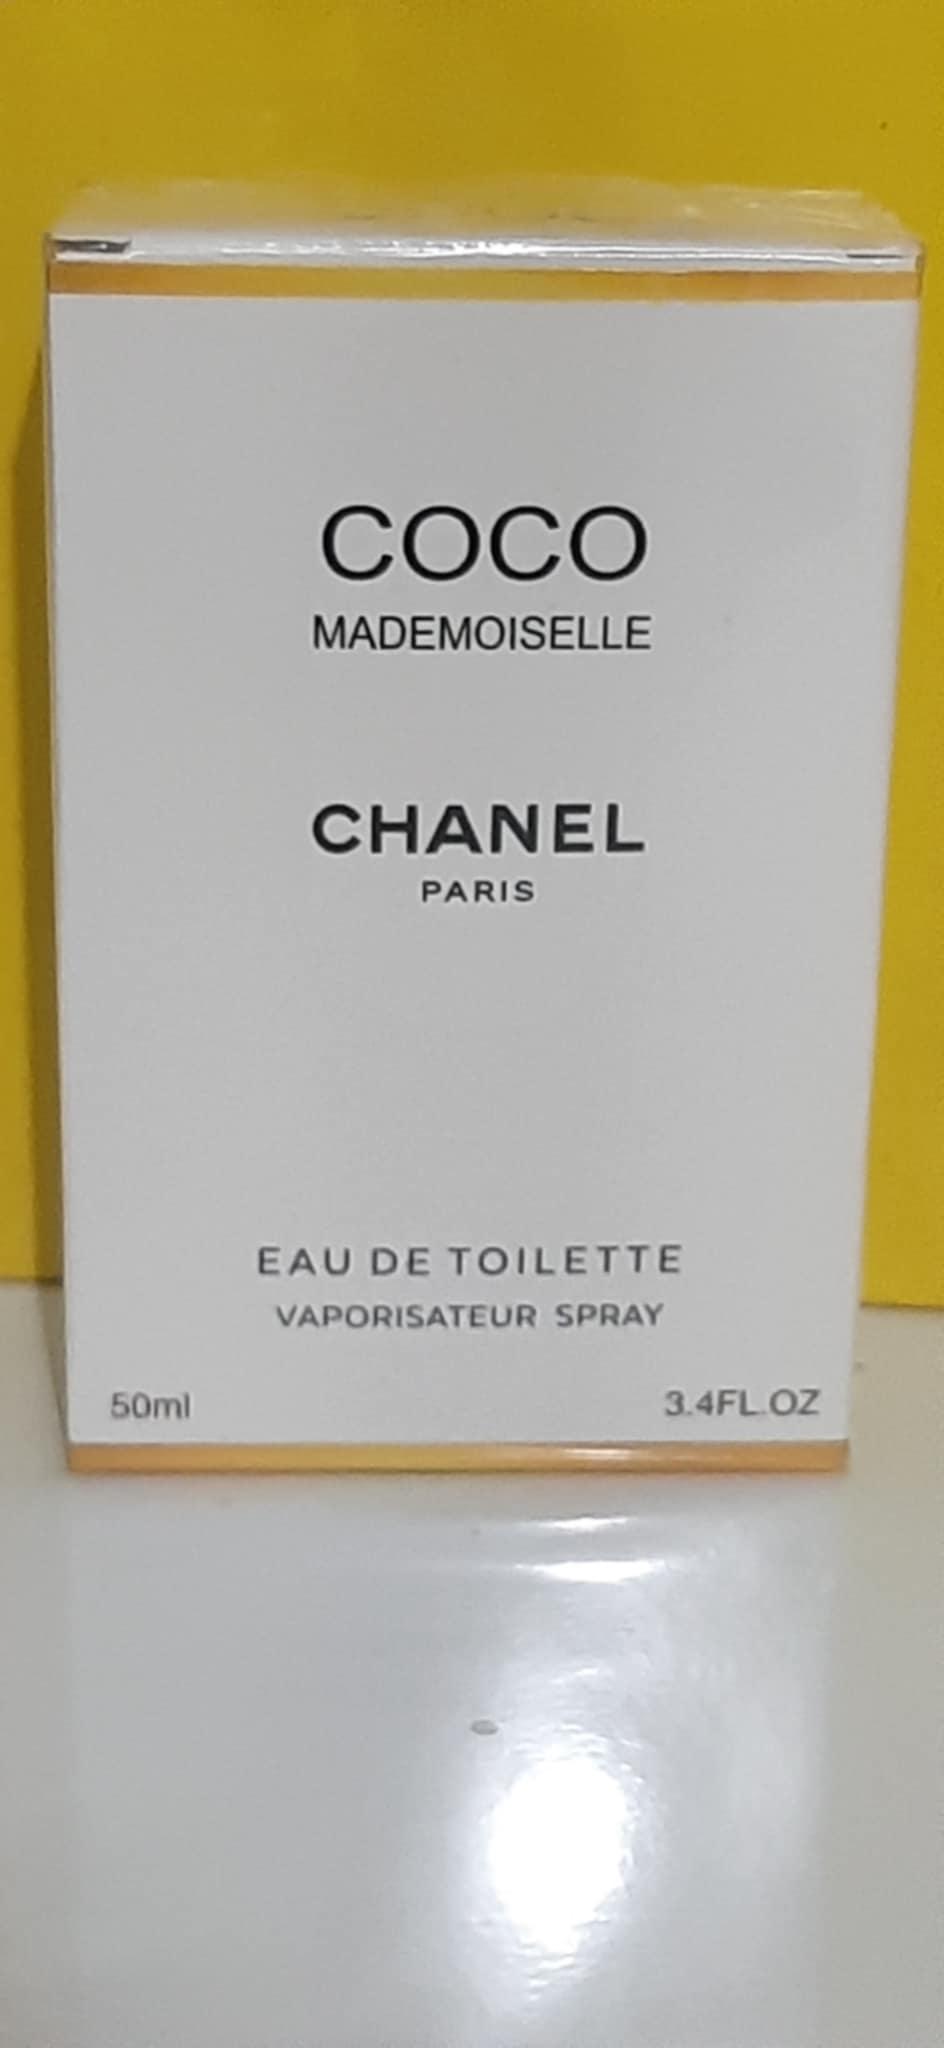 COCO
MADEMOISELLE
CHANEL
PARIS
EAU DE TOILETTE
VAPORISATEUR SPRAY
50ml 3.4FL.OZ